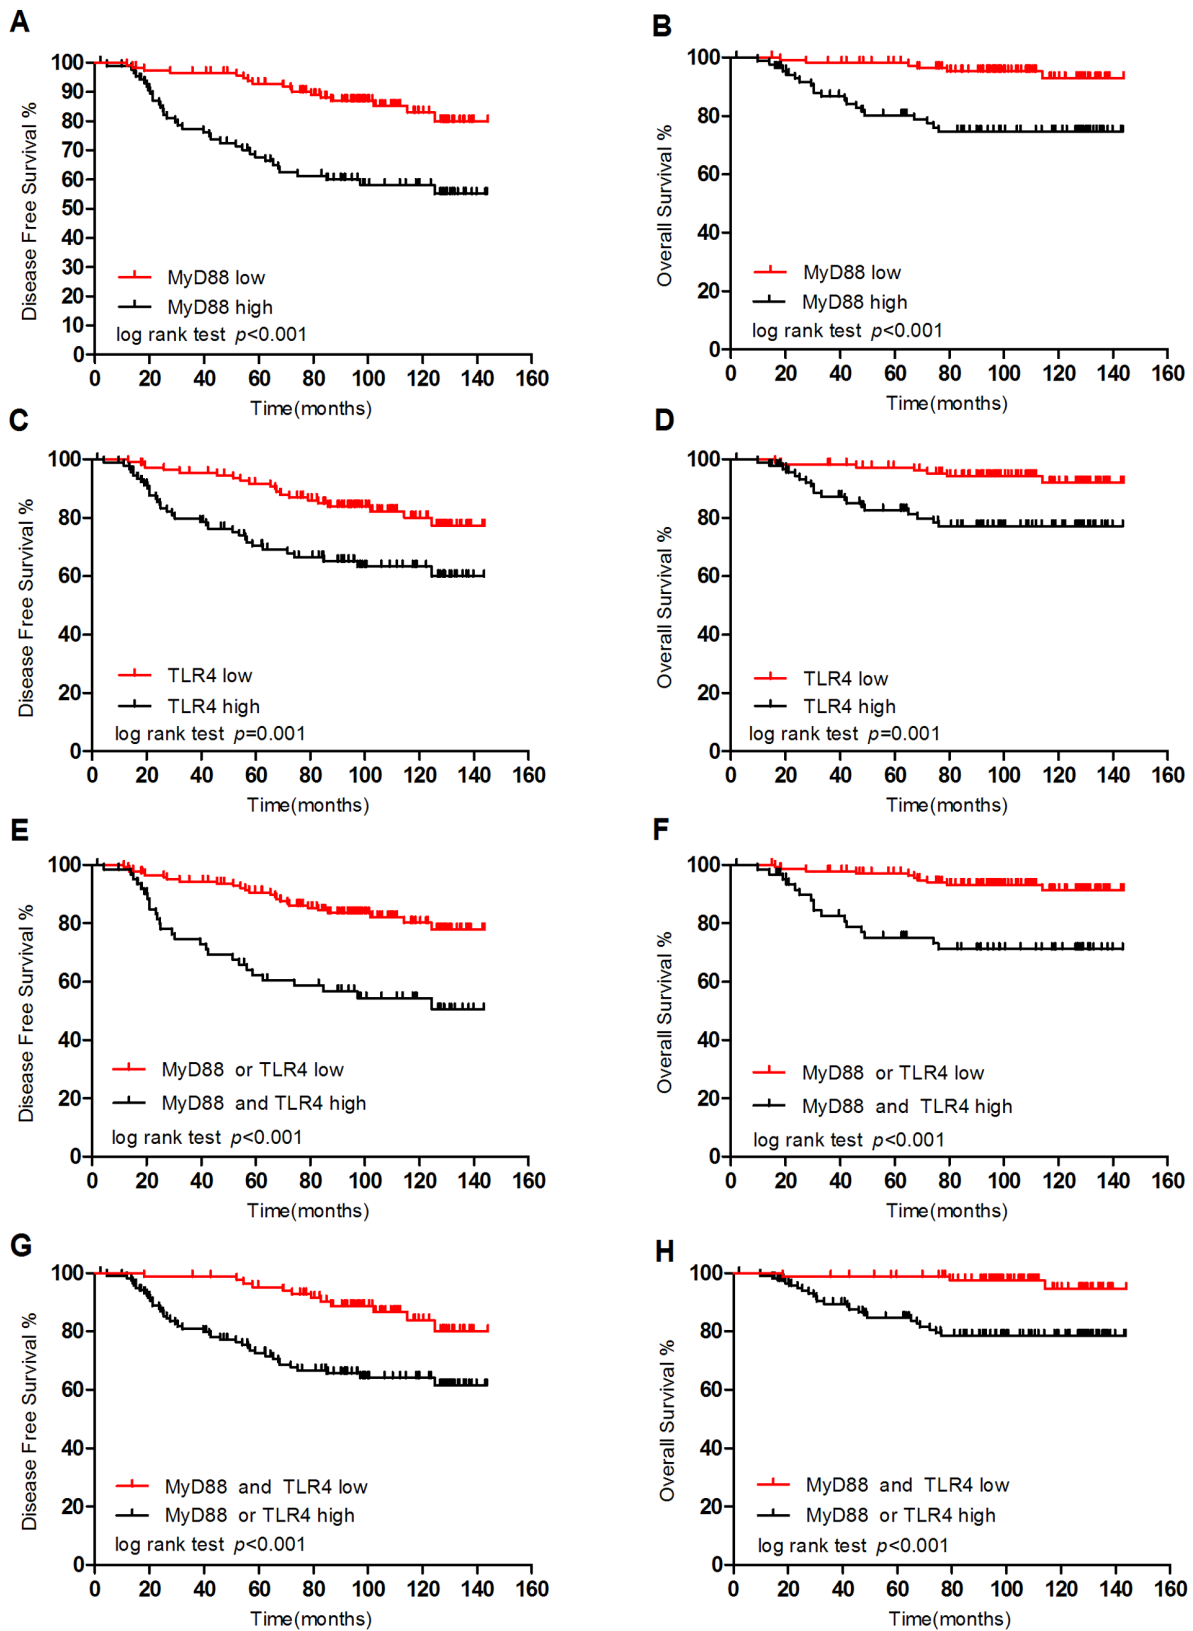 A
Disease Free Survival %
100
90
80
70
60
50
40
30
20
10
0
MyD88 low
MyD88 high
log rank test p<0.001
0 20 40 60 80 100 120 140 160
Time(months)
B
Overall Survival %
100
80
60
40
20
0
MyD88 low
MyD88 high
log rank test p<0.001
0 20 40 60 80 100 120 140 160
Time(months)
C
Disease Free Survival %
100
80
60
40
20
0
TLR4 low
TLR4 high
log rank test p=0.001
0 20 40 60 80 100 120 140 160
Time(months)
D
Overall Survival %
100
80
60
40
20
0
TLR4 low
TLR4 high
log rank test p=0.001
0 20 40 60 80 100 120 140 160
Time(months)
E
Disease Free Survival %
100
80
60
40
20
0
MyD88 or TLR4 low
MyD88 and TLR4 high
log rank test p<0.001
0 20 40 60 80 100 120 140 160
Time(months)
F
Overall Survival %
100
80
60
40
20
0
MyD88 or TLR4 low
MyD88 and TLR4 high
log rank test p<0.001
0 20 40 60 80 100 120 140 160
Time(months)
G
Disease Free Survival %
100
80
60
40
20
0
MyD88 and TLR4 low
MyD88 or TLR4 high
log rank test p<0.001
0 20 40 60 80 100 120 140 160
Time(months)
H
Overall Survival %
100
80
60
40
20
0
MyD88 and TLR4 low
MyD88 or TLR4 high
log rank test p<0.001
0 20 40 60 80 100 120 140 160
Time(months)